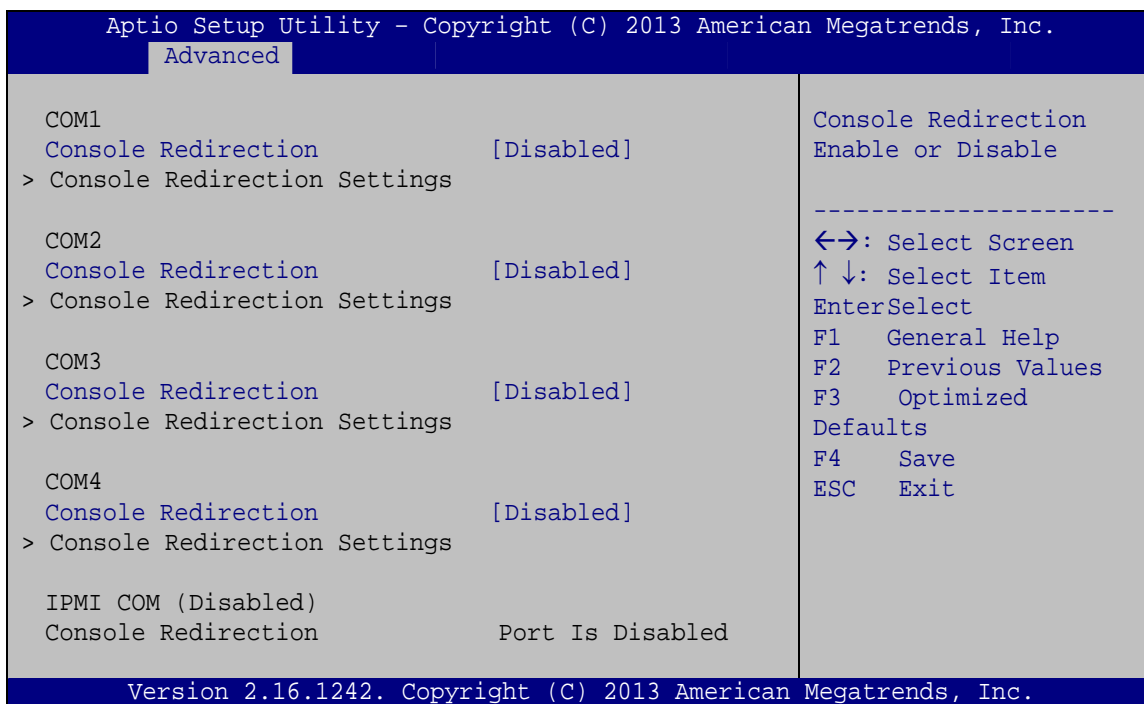 Aptio Setup Utility – Copyright (C) 2013 American Megatrends, Inc.
Advanced
COM1
Console Redirection [Disabled]
> Console Redirection Settings
COM2
Console Redirection [Disabled]
> Console Redirection Settings
COM3
Console Redirection [Disabled]
> Console Redirection Settings
COM4
Console Redirection [Disabled]
> Console Redirection Settings
IPMI COM (Disabled)
Console Redirection Port Is Disabled
Console Redirection
Enable or Disable
---------------------
←→: Select Screen
↑ ↓: Select Item
EnterSelect
F1 General Help
F2 Previous Values
F3 Optimized
Defaults
F4 Save
ESC Exit
Version 2.16.1242. Copyright (C) 2013 American Megatrends, Inc.